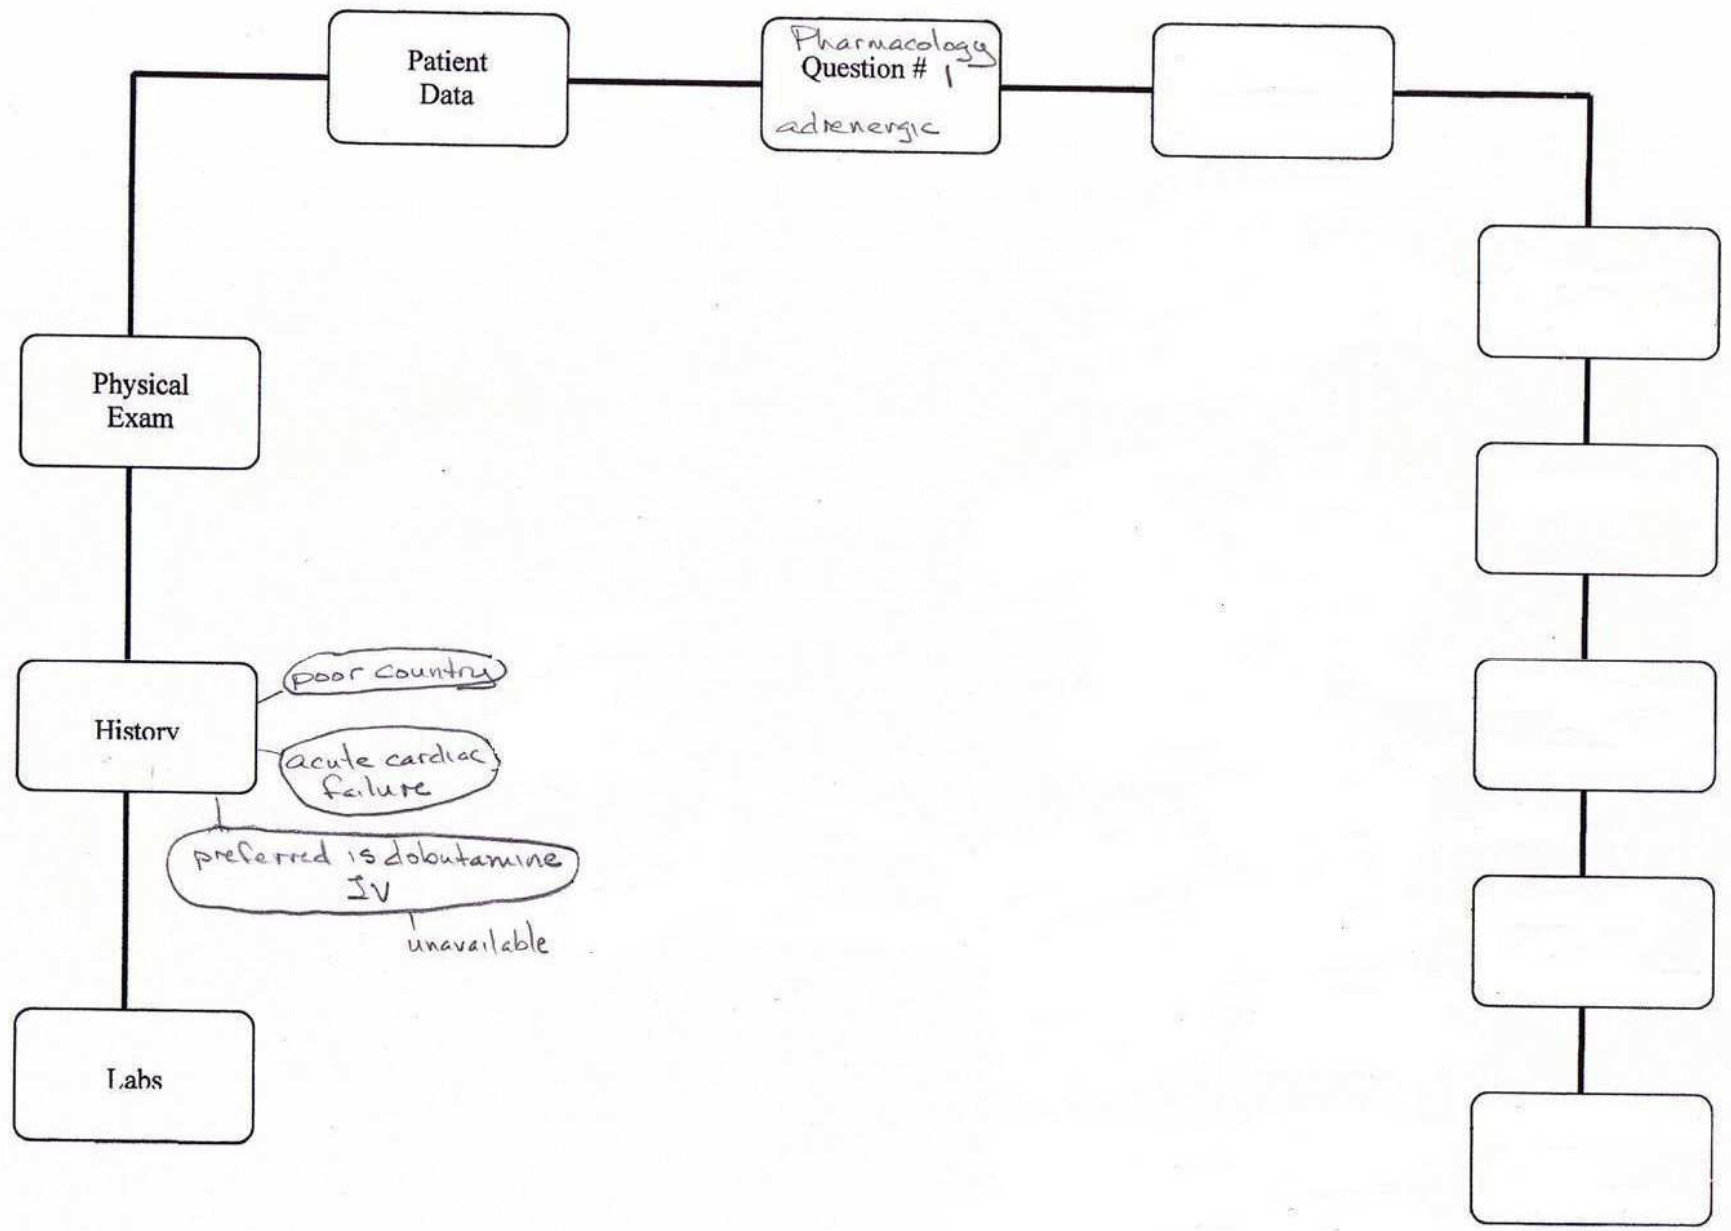 Patient
Data
Pharmacology
Question # 1
adrenergic
Physical
Exam
History
poor country
acute cardiac
failure
preferred is dobutamine
IV
unavailable
Labs